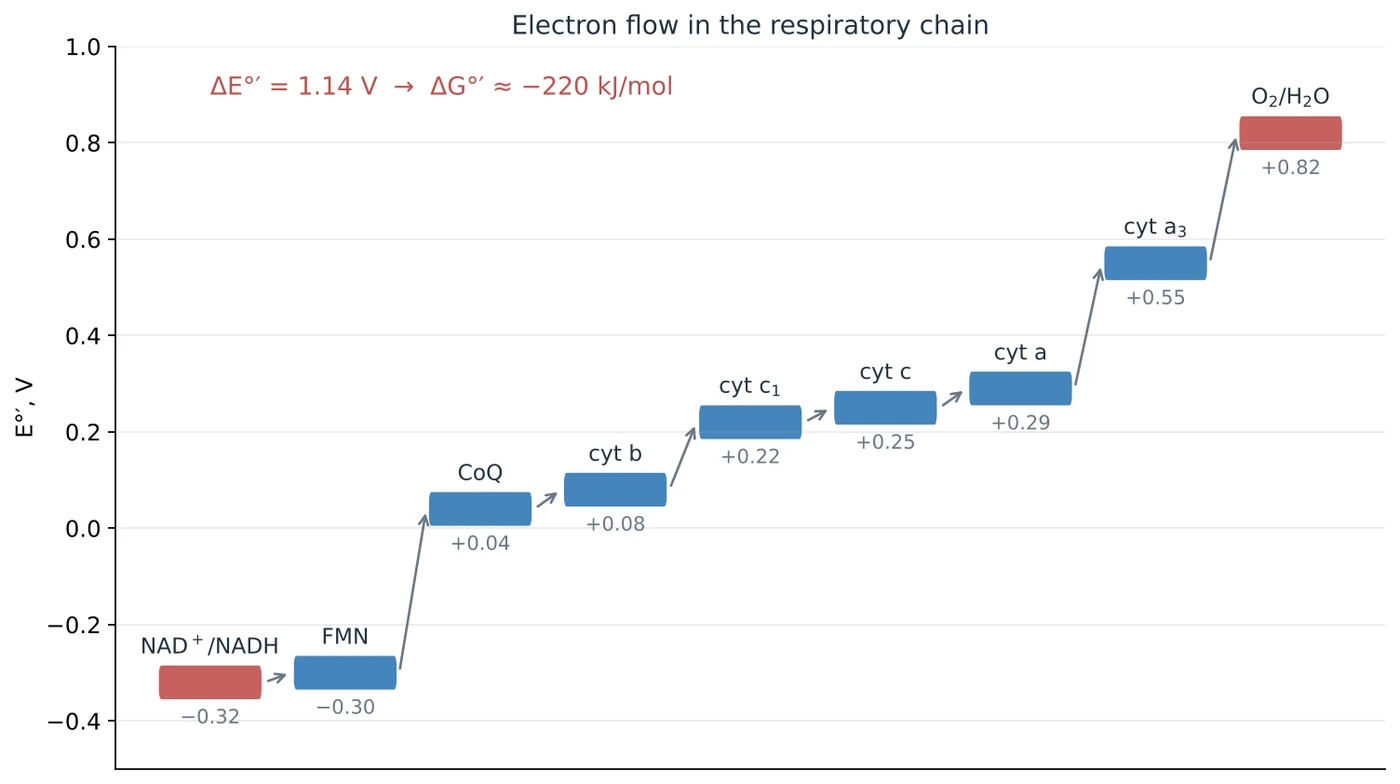 Electron flow in the respiratory chain
ΔE°′ = 1.14 V → ΔG°′ ≈ −220 kJ/mol
E°′, V
1.0
0.8
0.6
0.4
0.2
0.0
−0.2
−0.4
NAD⁺/NADH
−0.32
FMN
−0.30
CoQ
+0.04
cyt b
+0.08
cyt c₁
+0.22
cyt c
+0.25
cyt a
+0.29
cyt a₃
+0.55
O₂/H₂O
+0.82